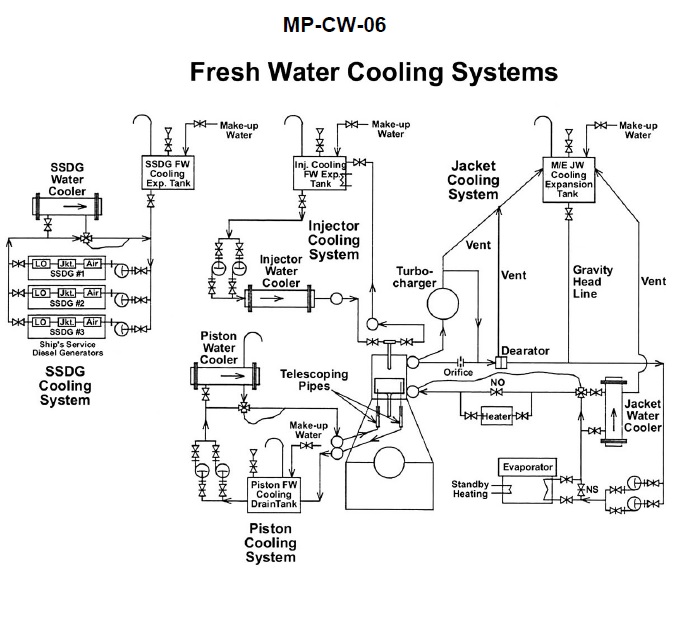 MP-CW-06
Fresh Water Cooling Systems
SSDG
Water
Cooler
SSDG FW
Cooling
Exp. Tank
Make-up
Water
LO Jkt. Air
SSDG #1
LO Jkt. Air
SSDG #2
LO Jkt. Air
SSDG #3
Ship's Service
Diesel Generators
SSDG
Cooling
System
Inj. Cooling
FW Exp.
Tank
Make-up
Water
Injector
Cooling
System
Injector
Water
Cooler
Jacket
Cooling
System
M/E JW
Cooling
Expansion
Tank
Make-up
Water
Turbo-
charger
Vent
Vent
Gravity
Head
Line
Vent
Piston
Water
Cooler
Telescoping
Pipes
Make-up
Water
Piston FW
Cooling
DrainTank
Piston
Cooling
System
Orifice
Dearator
NO
Heater
Jacket
Water
Cooler
Evaporator
Standby
Heating
NS